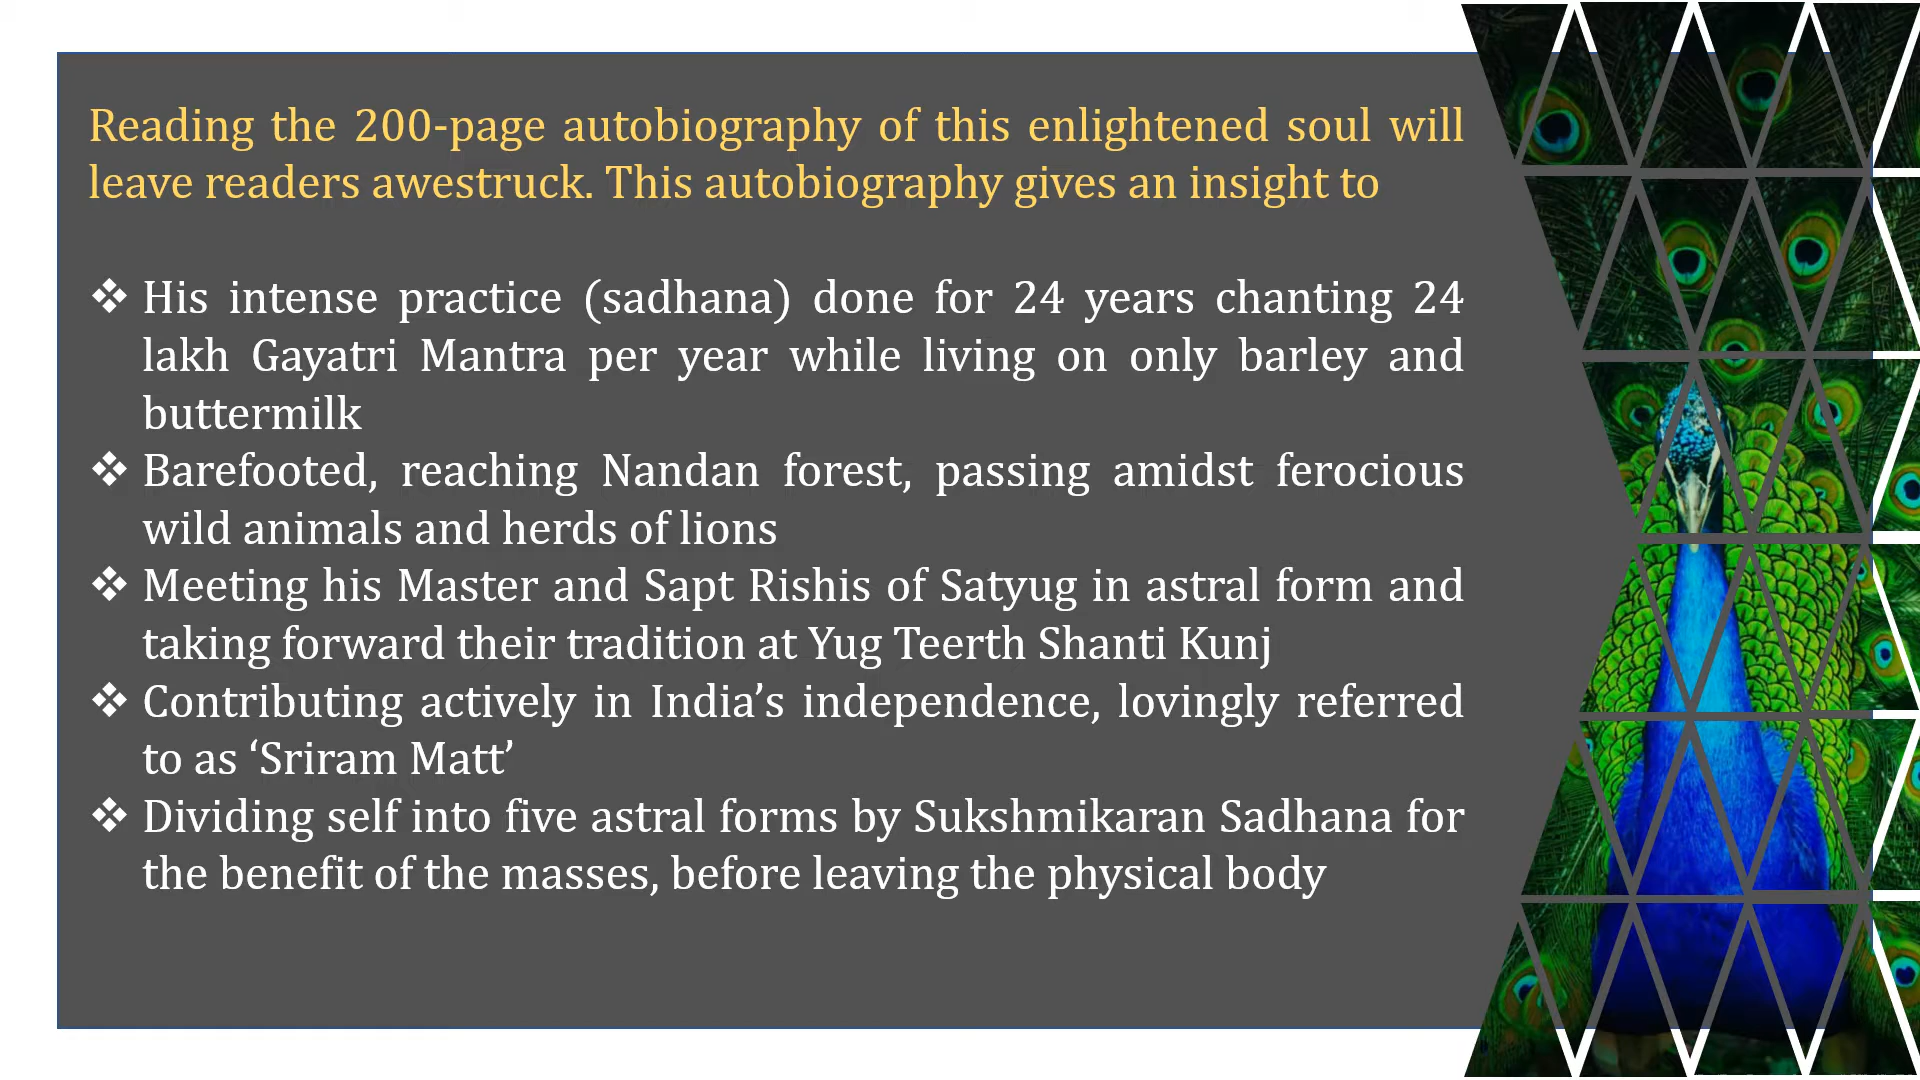 Reading the 200-page autobiography of this enlightened soul will
leave readers awestruck. This autobiography gives an insight to
❖ His intense practice (sadhana) done for 24 years chanting 24
lakh Gayatri Mantra per year while living on only barley and
buttermilk
❖ Barefooted, reaching Nandan forest, passing amidst ferocious
wild animals and herds of lions
❖ Meeting his Master and Sapt Rishis of Satyug in astral form and
taking forward their tradition at Yug Teerth Shanti Kunj
❖ Contributing actively in India’s independence, lovingly referred
to as ‘Sriram Matt’
❖ Dividing self into five astral forms by Sukshmikaran Sadhana for
the benefit of the masses, before leaving the physical body